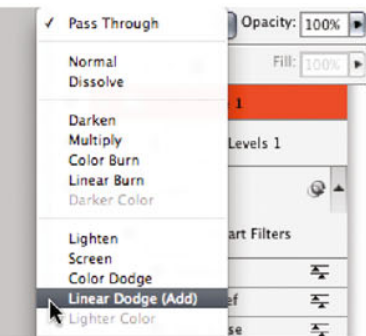 ✓ Pass Through
Opacity: 100%
Normal
Fill: 100%
Dissolve
1
Darken
Multiply
Levels 1
Color Burn
Linear Burn
Darker Color
Lighten
art Filters
Screen
Color Dodge
Linear Dodge (Add)
ef
Lighter Color
se